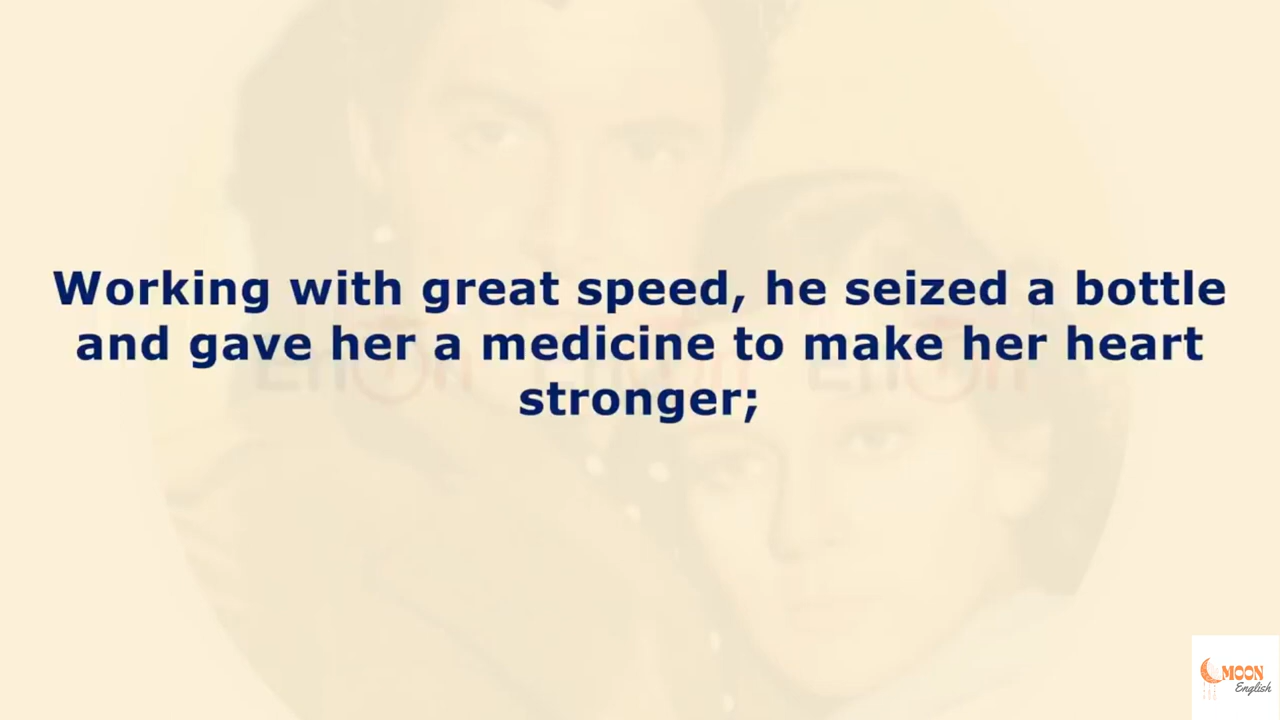 Working with great speed, he seized a bottle
and gave her a medicine to make her heart
stronger;
MOON
English